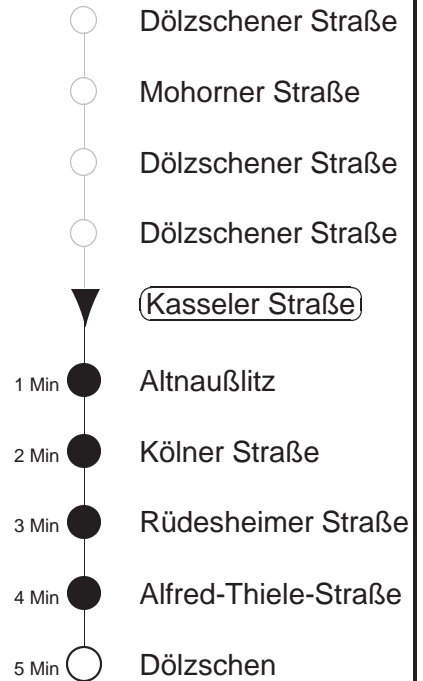 Dölzschener Straße
Mohorner Straße
Dölzschener Straße
Dölzschener Straße
Kasseler Straße
1 Min Altnaußlitz
2 Min Kölner Straße
3 Min Rüdesheimer Straße
4 Min Alfred-Thiele-Straße
5 Min Dölzschen